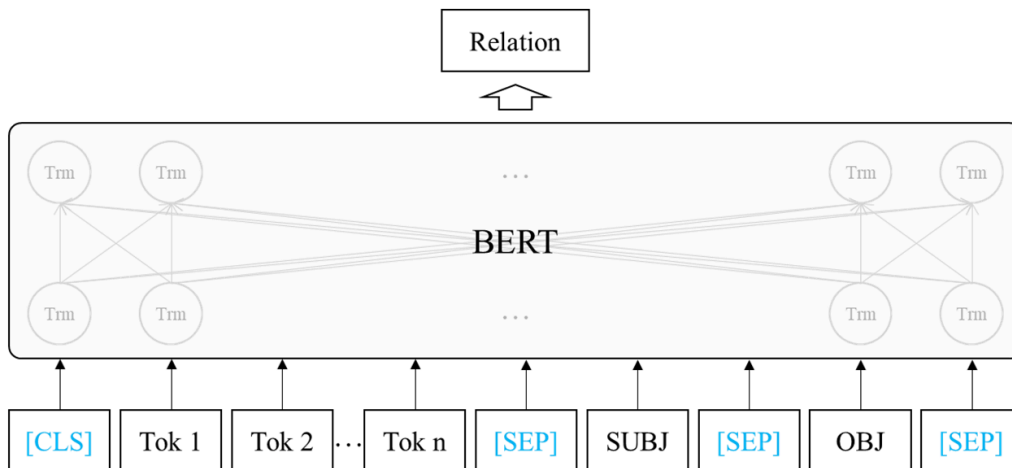 Relation
Trm Trm … Trm Trm
BERT
Trm Trm … Trm Trm
[CLS] Tok 1 Tok 2 … Tok n [SEP] SUBJ [SEP] OBJ [SEP]